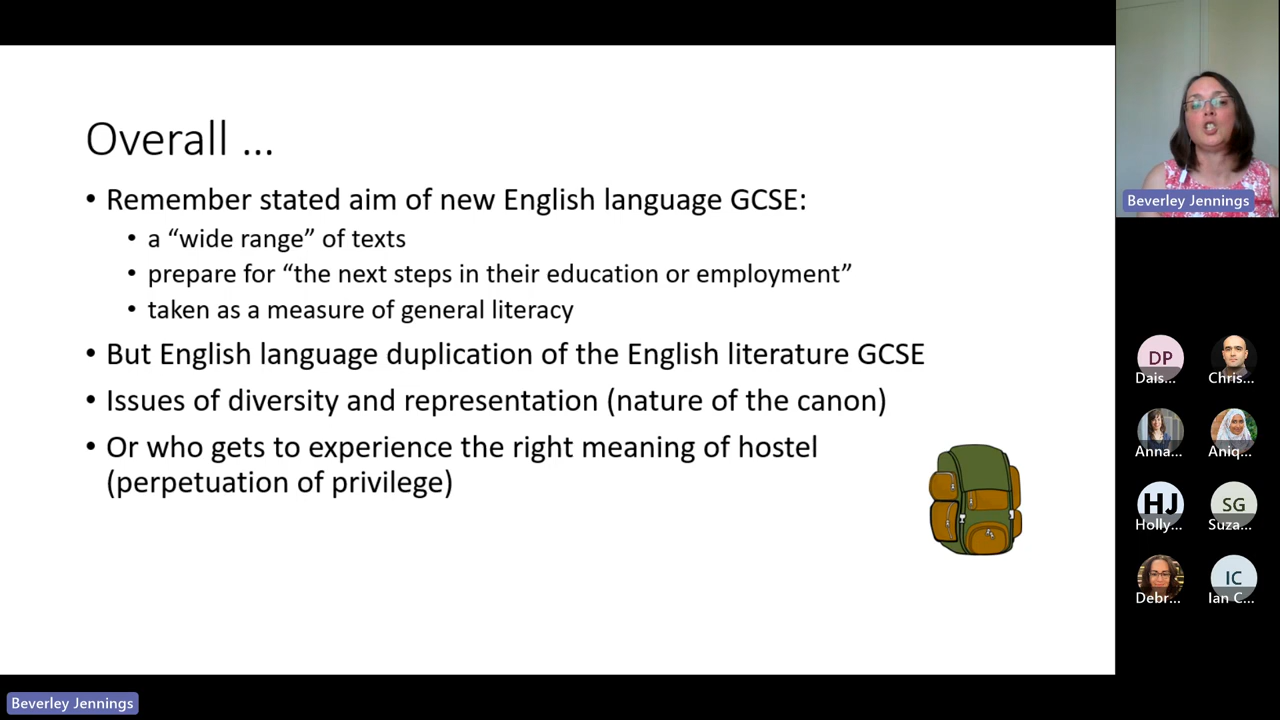 Overall …
• Remember stated aim of new English language GCSE:
• a “wide range” of texts
• prepare for “the next steps in their education or employment”
• taken as a measure of general literacy
• But English language duplication of the English literature GCSE
• Issues of diversity and representation (nature of the canon)
• Or who gets to experience the right meaning of hostel
(perpetuation of privilege)
Beverley Jennings
DP
Dais...
Chris...
Anna...
Aniq...
HJ
Holly...
SG
Suza...
Debr...
IC
Ian C...
Beverley Jennings